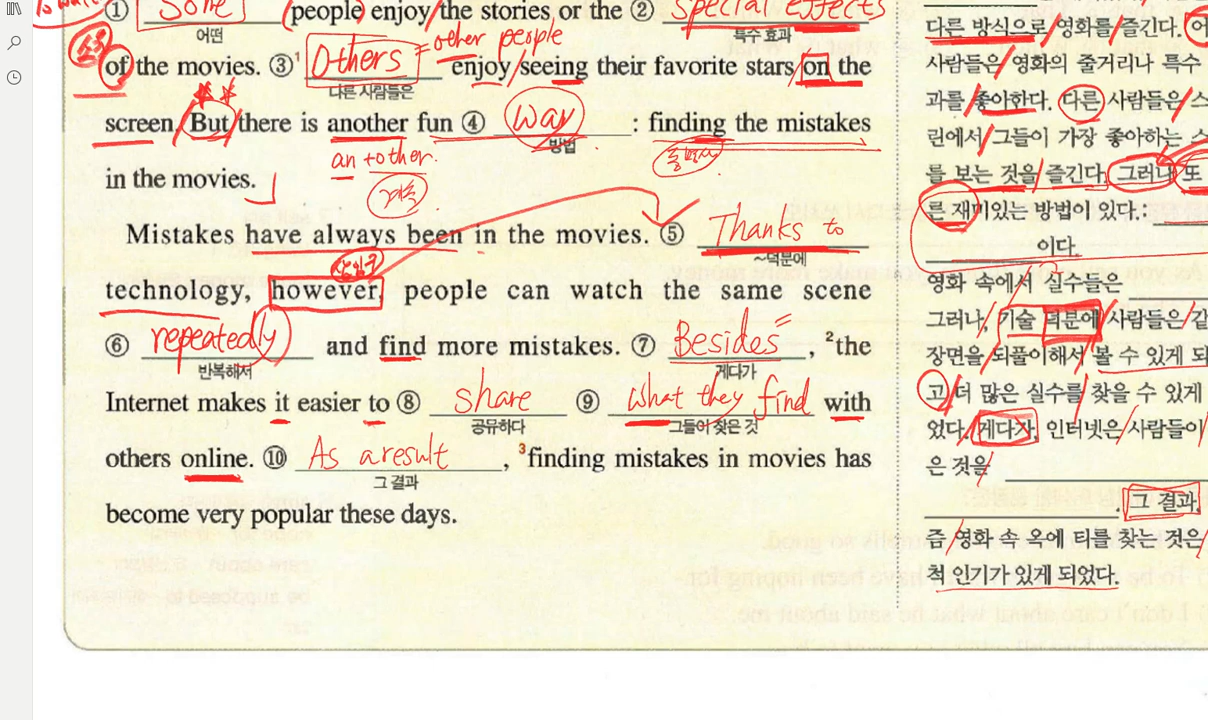 ① Some people enjoy the stories or the ② special effects
어떤 특수 효과
of the movies. ③ Others = other people enjoy seeing their favorite stars on the
다른 사람들은
screen. But there is another fun ④ way : finding the mistakes
방법
an + other. 동명사
in the movies.
Mistakes have always been in the movies. ⑤ Thanks to
삽입구 ~덕분에
technology, however, people can watch the same scene
⑥ repeatedly and find more mistakes. ⑦ Besides, ²the
반복해서 게다가
Internet makes it easier to ⑧ share ⑨ what they find with
공유하다 그들이 찾은 것
others online. ⑩ As a result, ³finding mistakes in movies has
그 결과
become very popular these days.
다른 방식으로 영화를 즐긴다. 어
사람들은 영화의 줄거리나 특수
과를 좋아한다. 다른 사람들은 스
린에서 그들이 가장 좋아하는 스
를 보는 것을 즐긴다. 그러나 또
른 재미있는 방법이 있다.:
이다.
영화 속에서 실수들은
그러나, 기술 덕분에 사람들은 같
장면을 되풀이해서 볼 수 있게 되
고 더 많은 실수를 찾을 수 있게
었다. 게다가, 인터넷은 사람들이
은 것을
. 그 결과,
즘 영화 속 옥에 티를 찾는 것은
척 인기가 있게 되었다.